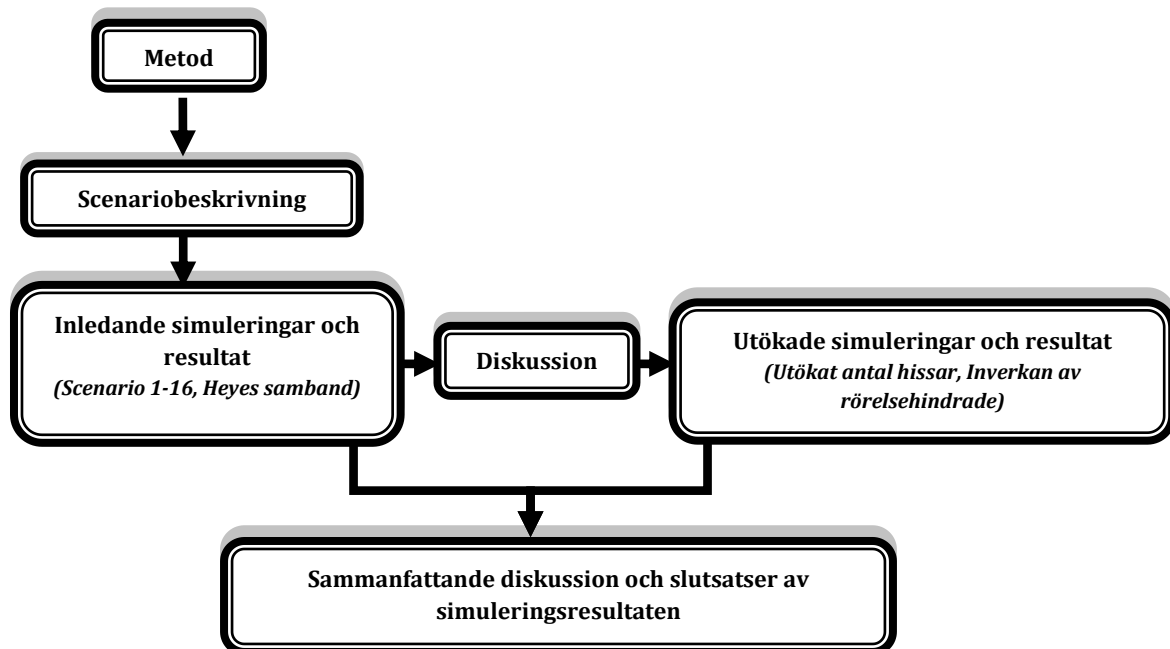 Metod
Scenariobeskrivning
Inledande simuleringar och
resultat
(Scenario 1-16, Heyes samband)
Diskussion
Utökade simuleringar och resultat
(Utökat antal hissar, Inverkan av
rörelsehindrade)
Sammanfattande diskussion och slutsatser av
simuleringsresultaten